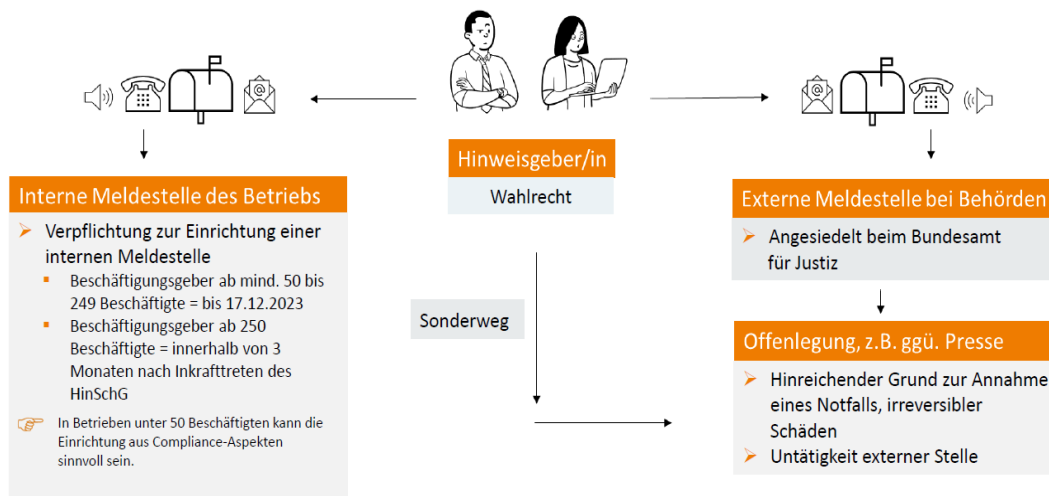 Hinweisgeber/in
Wahlrecht
Interne Meldestelle des Betriebs
➢ Verpflichtung zur Einrichtung einer
internen Meldestelle
▪ Beschäftigungsgeber ab mind. 50 bis
249 Beschäftigte = bis 17.12.2023
▪ Beschäftigungsgeber ab 250
Beschäftigte = innerhalb von 3
Monaten nach Inkrafttreten des
HinSchG
In Betrieben unter 50 Beschäftigten kann die
Einrichtung aus Compliance-Aspekten
sinnvoll sein.
Sonderweg
Externe Meldestelle bei Behörden
➢ Angesiedelt beim Bundesamt
für Justiz
Offenlegung, z.B. ggü. Presse
➢ Hinreichender Grund zur Annahme
eines Notfalls, irreversibler
Schäden
➢ Untätigkeit externer Stelle